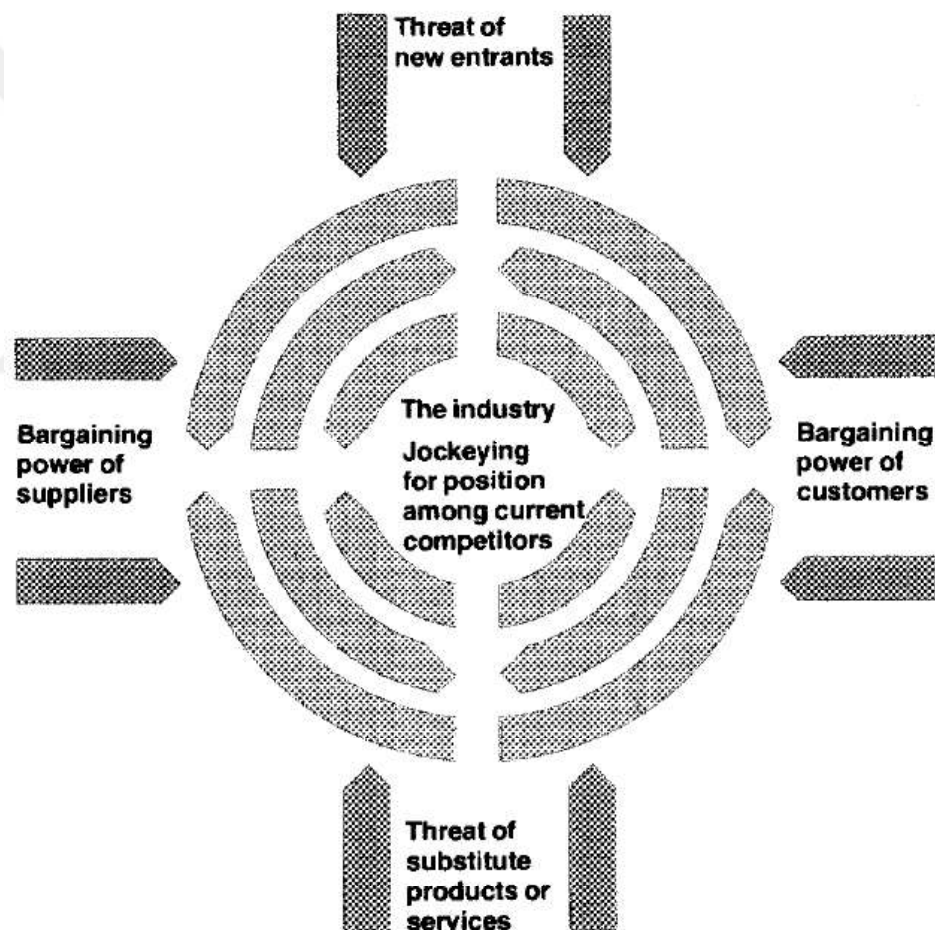 Threat of
new entrants
Bargaining
power of
suppliers
The industry
Jockeying
for position
among current
competitors
Bargaining
power of
customers
Threat of
substitute
products or
services